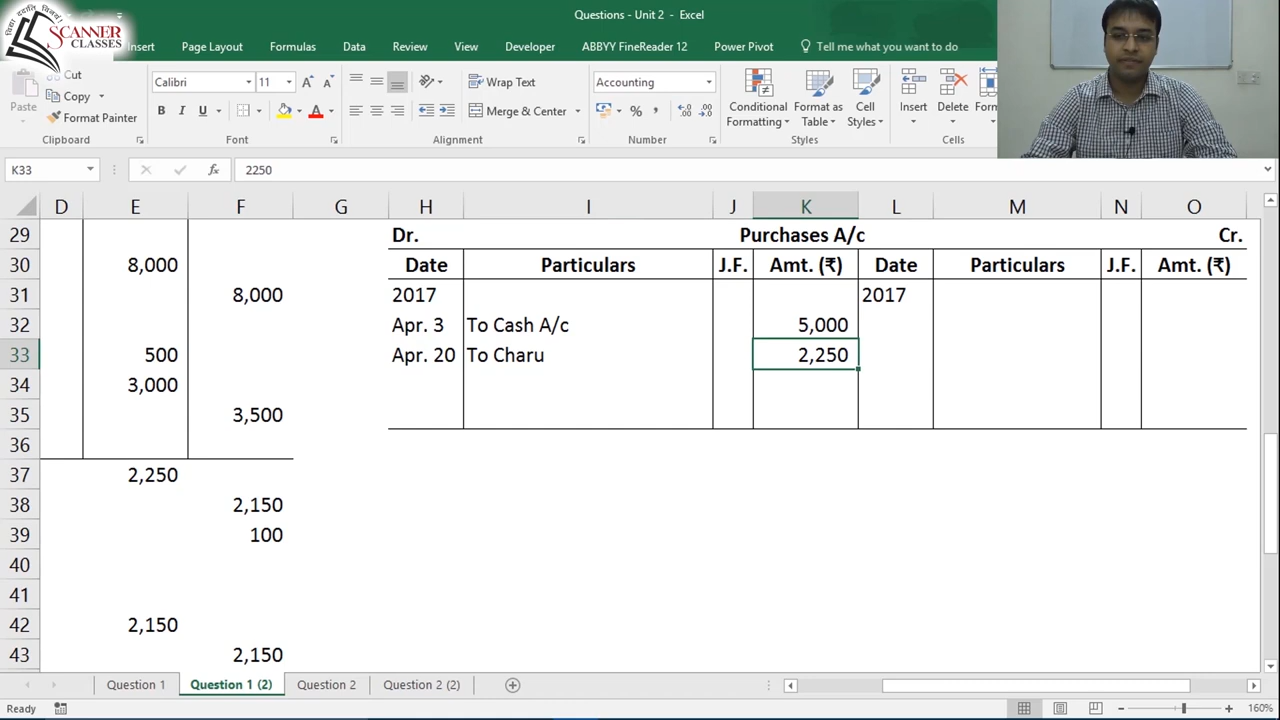 विद्या ददाति विनयं
SCANNER
CLASSES
Questions - Unit 2 - Excel
Insert Page Layout Formulas Data Review View Developer ABBYY FineReader 12 Power Pivot Tell me what you want to do
Paste
Cut
Copy
Format Painter
Clipboard
Calibri 11
B I U
Font
Wrap Text
Merge & Center
Alignment
Accounting
%
Number
Conditional Formatting
Format as Table
Cell Styles
Styles
Insert Delete Form
Cells
K33 fx 2250
D E F G H I J K L M N O
29 Dr. Purchases A/c Cr.
30 8,000 Date Particulars J.F. Amt. (₹) Date Particulars J.F. Amt. (₹)
31 8,000 2017 2017
32 Apr. 3 To Cash A/c 5,000
33 500 Apr. 20 To Charu 2,250
34 3,000
35 3,500
36
37 2,250
38 2,150
39 100
40
41
42 2,150
43 2,150
Question 1 Question 1 (2) Question 2 Question 2 (2)
Ready 160%